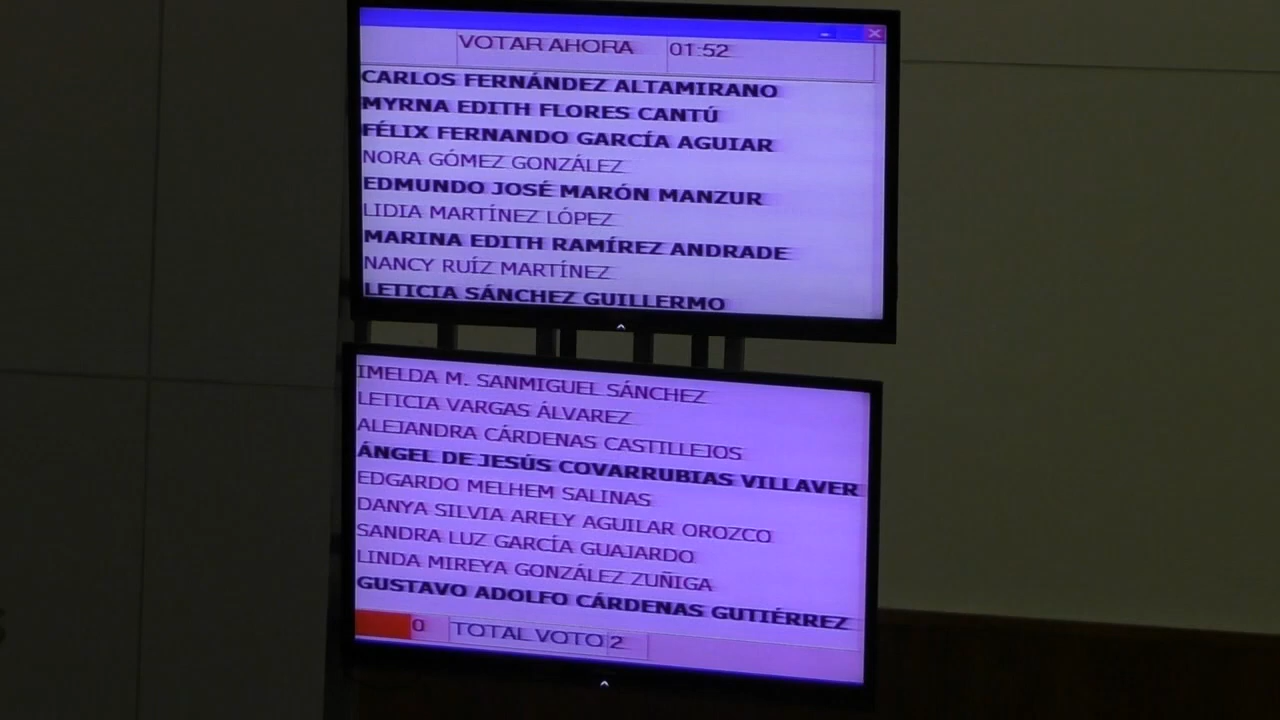 VOTAR AHORA 01:52
CARLOS FERNÁNDEZ ALTAMIRANO
MYRNA EDITH FLORES CANTÚ
FÉLIX FERNANDO GARCÍA AGUIAR
NORA GÓMEZ GONZÁLEZ
EDMUNDO JOSÉ MARÓN MANZUR
LIDIA MARTÍNEZ LÓPEZ
MARINA EDITH RAMÍREZ ANDRADE
NANCY RUÍZ MARTÍNEZ
LETICIA SÁNCHEZ GUILLERMO
IMELDA M. SANMIGUEL SÁNCHEZ
LETICIA VARGAS ÁLVAREZ
ALEJANDRA CÁRDENAS CASTILLEJOS
ÁNGEL DE JESÚS COVARRUBIAS VILLAVER
EDGARDO MELHEM SALINAS
DANYA SILVIA ARELY AGUILAR OROZCO
SANDRA LUZ GARCÍA GUAJARDO
LINDA MIREYA GONZÁLEZ ZUÑIGA
GUSTAVO ADOLFO CÁRDENAS GUTIÉRREZ
0 TOTAL VOTO 2